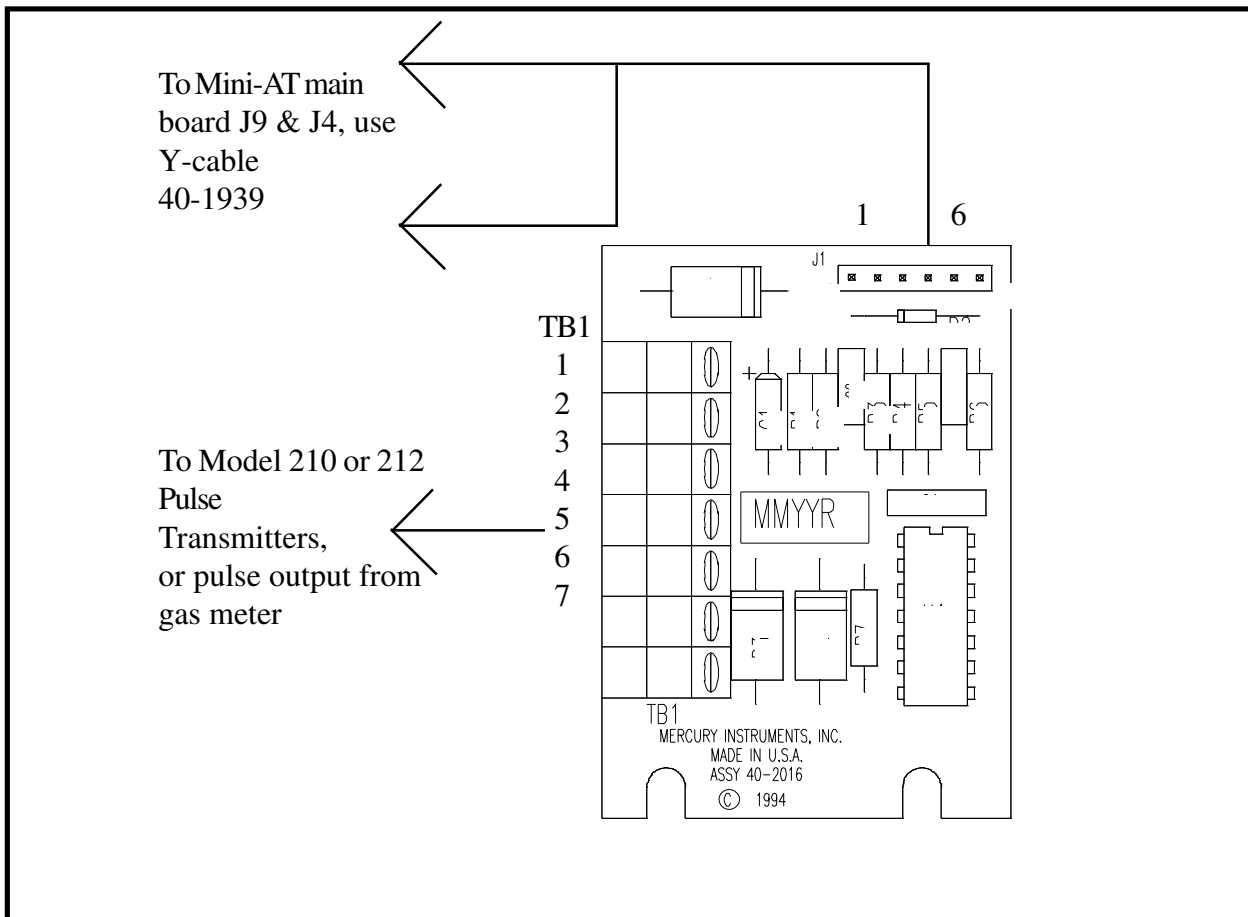 To Mini-AT main
board J9 & J4, use
Y-cable
40-1939
1 6
J1
TB1
1
2
3
4
5
6
7
+
To Model 210 or 212
Pulse
Transmitters,
or pulse output from
gas meter
MMYYR
TB1
MERCURY INSTRUMENTS, INC.
MADE IN U.S.A.
ASSY 40-2016
© 1994